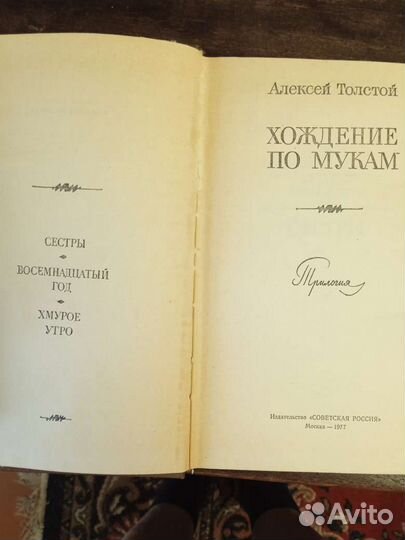 СЕСТРЫ
ВОСЕМНАДЦАТЫЙ
ГОД
ХМУРОЕ
УТРО
Алексей Толстой
ХОЖДЕНИЕ
ПО МУКАМ
Трилогия
Издательство «СОВЕТСКАЯ РОССИЯ»
Москва — 1977
Avito